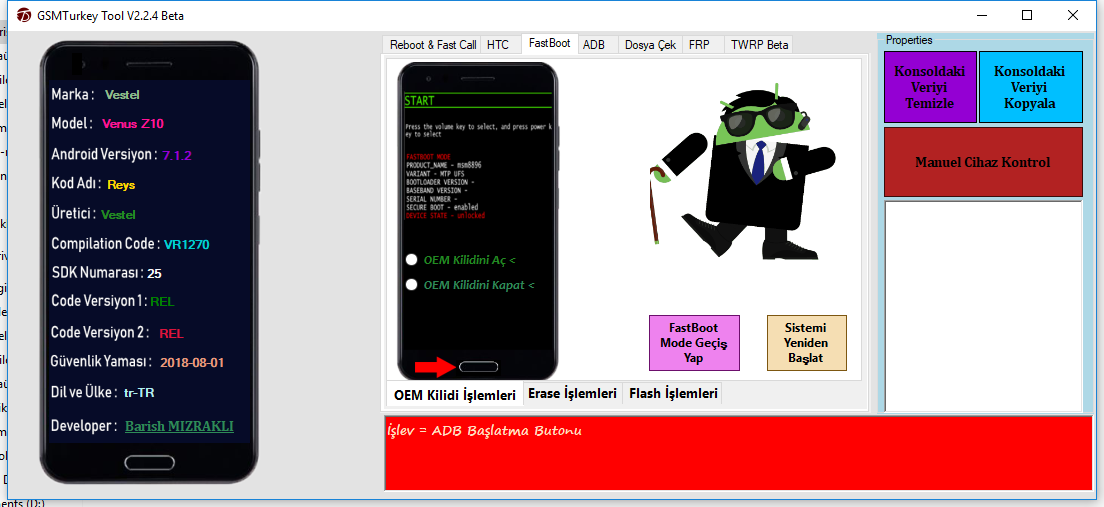 GSMTurkey Tool V2.2.4 Beta
Marka : Vestel
Model : Venus Z10
Android Versiyon : 7.1.2
Kod Adı : Reys
Üretici : Vestel
Compilation Code : VR1270
SDK Numarası : 25
Code Versiyon 1 : REL
Code Versiyon 2 : REL
Güvenlik Yaması : 2018-08-01
Dil ve Ülke : tr-TR
Developer : Barish MIZRAKLI
Reboot & Fast Call HTC FastBoot ADB Dosya Çek FRP TWRP Beta
START
Press the volume key to select, and press power k
ey to select
FASTBOOT MODE
PRODUCT_NAME - msm8896
VARIANT - MTP UFS
BOOTLOADER VERSION -
BASEBAND VERSION -
SERIAL NUMBER -
SECURE BOOT - enabled
DEVICE STATE - unlocked
OEM Kilidini Aç <
OEM Kilidini Kapat <
FastBoot
Mode Geçiş
Yap
Sistemi
Yeniden
Başlat
OEM Kilidi İşlemleri Erase İşlemleri Flash İşlemleri
İşlev = ADB Başlatma Butonu
Properties
Konsoldaki
Veriyi
Temizle
Konsoldaki
Veriyi
Kopyala
Manuel Cihaz Kontrol
ents (D:)